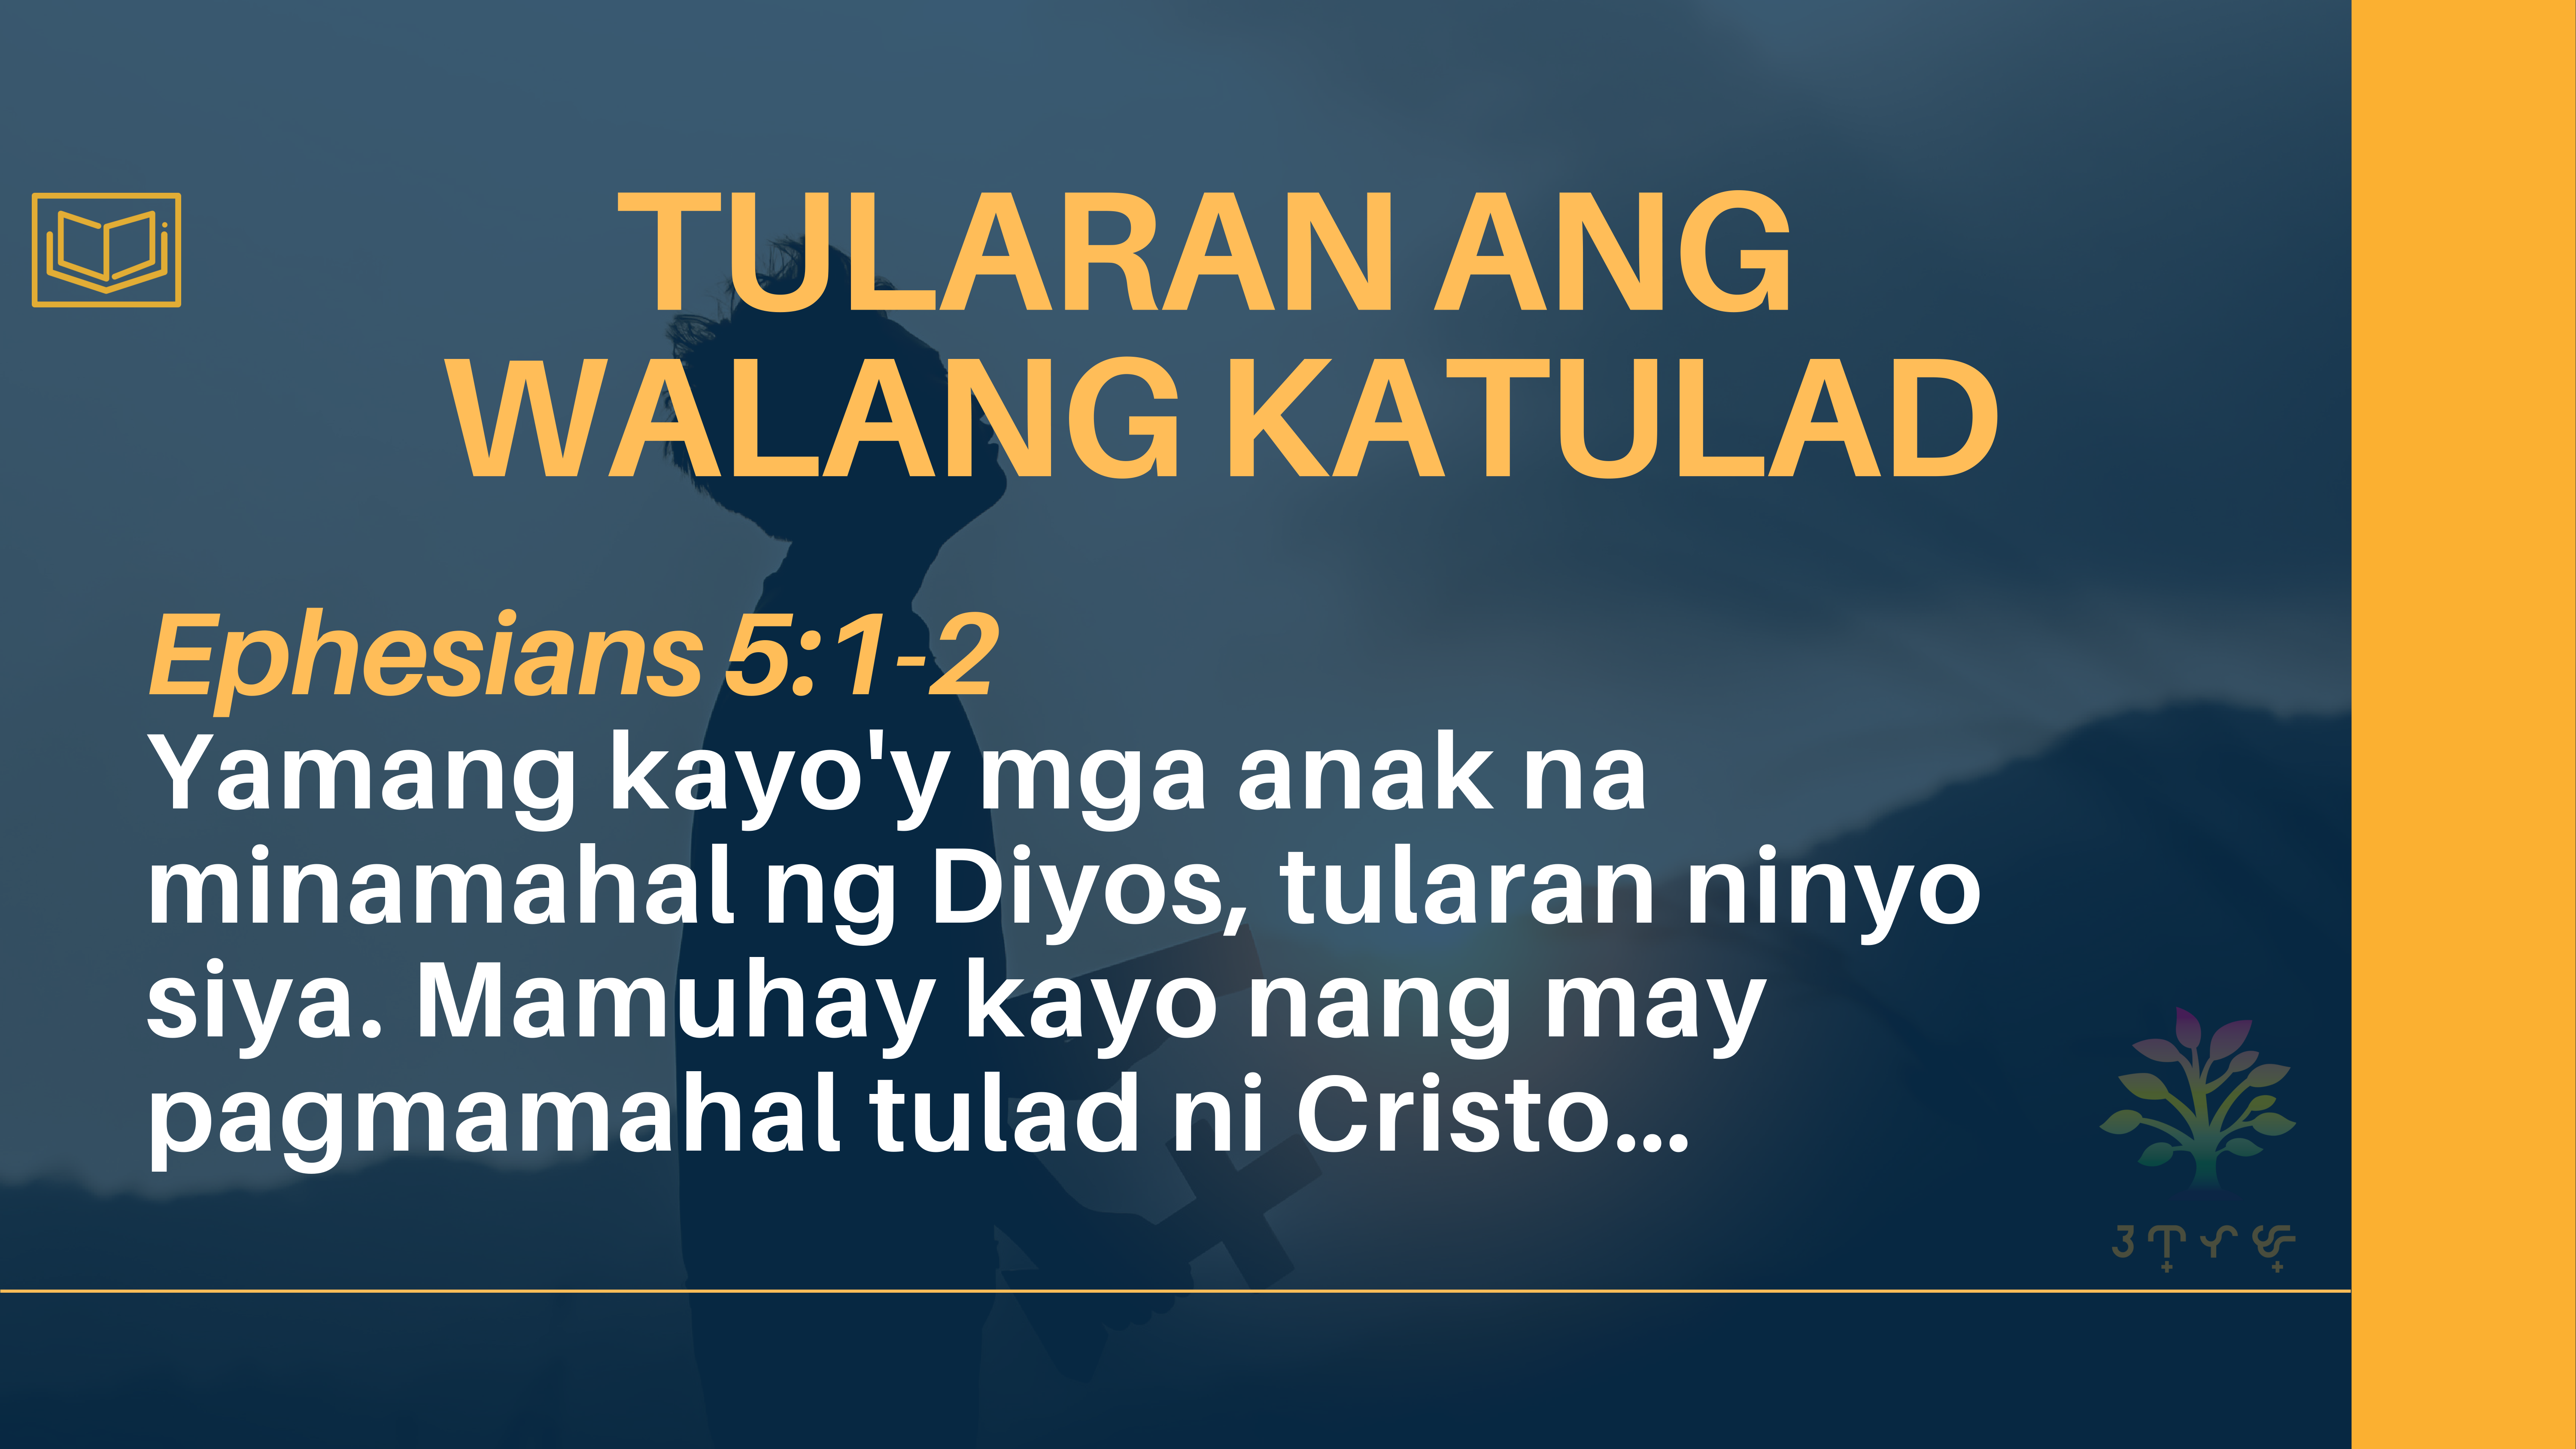 TULARAN ANG
WALANG KATULAD
Ephesians 5:1-2
Yamang kayo'y mga anak na
minamahal ng Diyos, tularan ninyo
siya. Mamuhay kayo nang may
pagmamahal tulad ni Cristo...